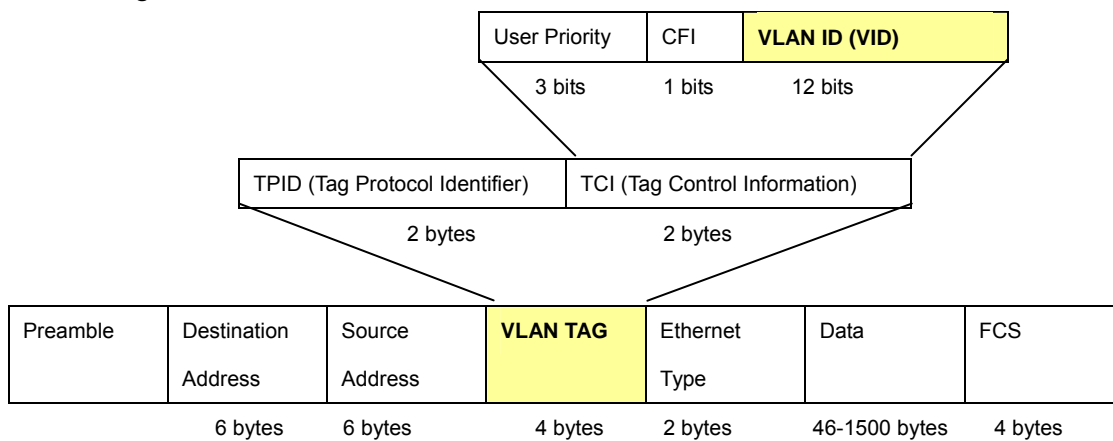 User Priority CFI VLAN ID (VID)
3 bits 1 bits 12 bits
TPID (Tag Protocol Identifier) TCI (Tag Control Information)
2 bytes 2 bytes
Preamble Destination Address Source Address VLAN TAG Ethernet Type Data FCS
6 bytes 6 bytes 4 bytes 2 bytes 46-1500 bytes 4 bytes